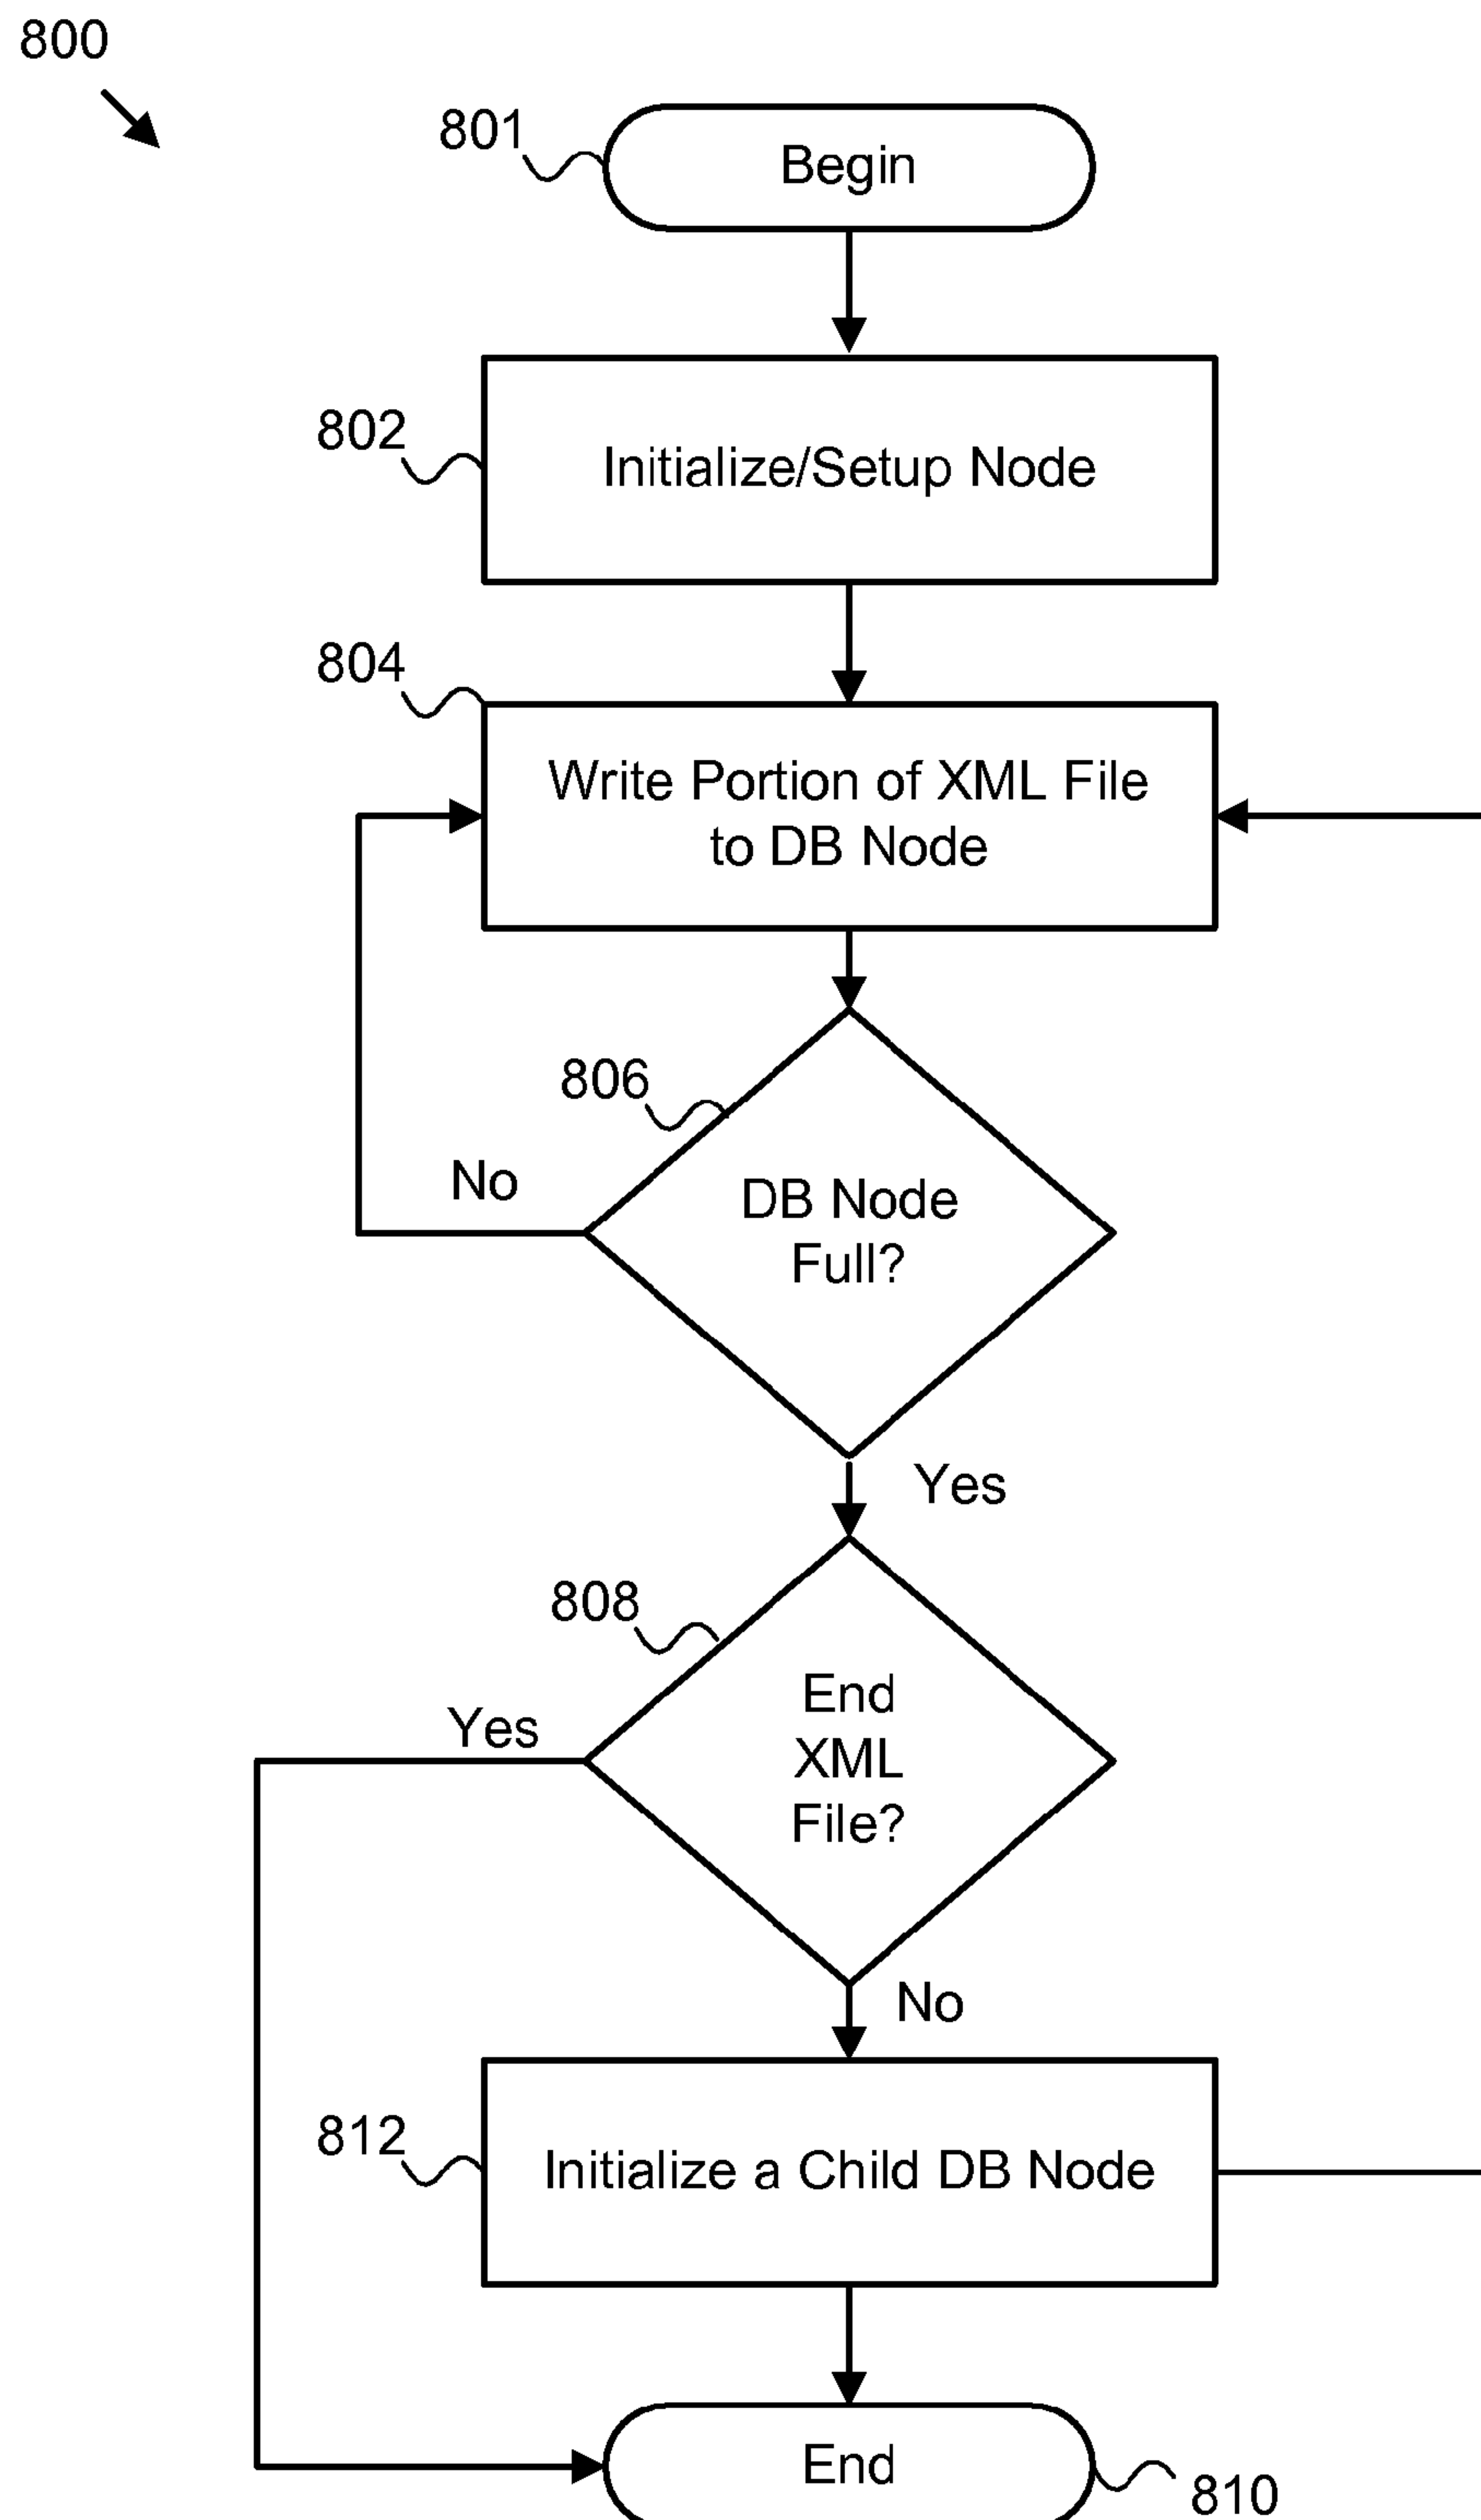 800
801
Begin
802
Initialize/Setup Node
804
Write Portion of XML File
to DB Node
806
No
DB Node
Full?
Yes
808
Yes
End
XML
File?
No
812
Initialize a Child DB Node
End
810